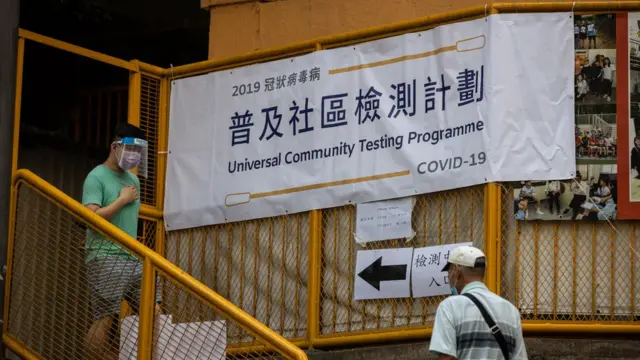 2019 冠狀病毒病
普及社區檢測計劃
Universal Community Testing Programme
COVID-19
檢測中
入口